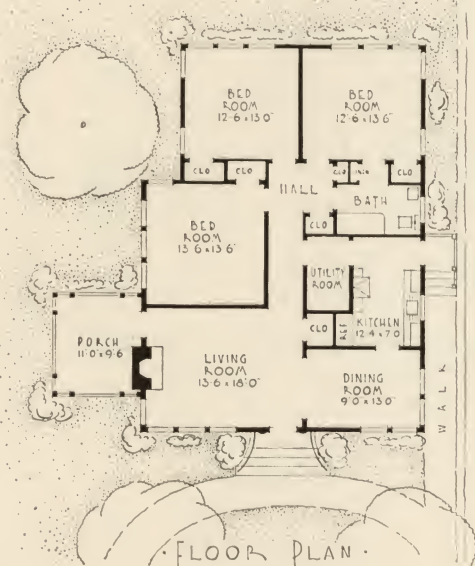 BED
ROOM
12'-6 x 13'0"
BED
ROOM
12'-6 x 13'6"
CLO
CLO
CLO
CLO
HALL
BATH
BED
ROOM
13'6 x 13'6"
CLO
UTILITY
ROOM
PORCH
11'0" x 9'6
LIVING
ROOM
13'-6 x 18'0"
CLO
REF
KITCHEN
12'-4 x 7'0
DINING
ROOM
9'0 x 13'0"
WALK
·FLOOR PLAN·